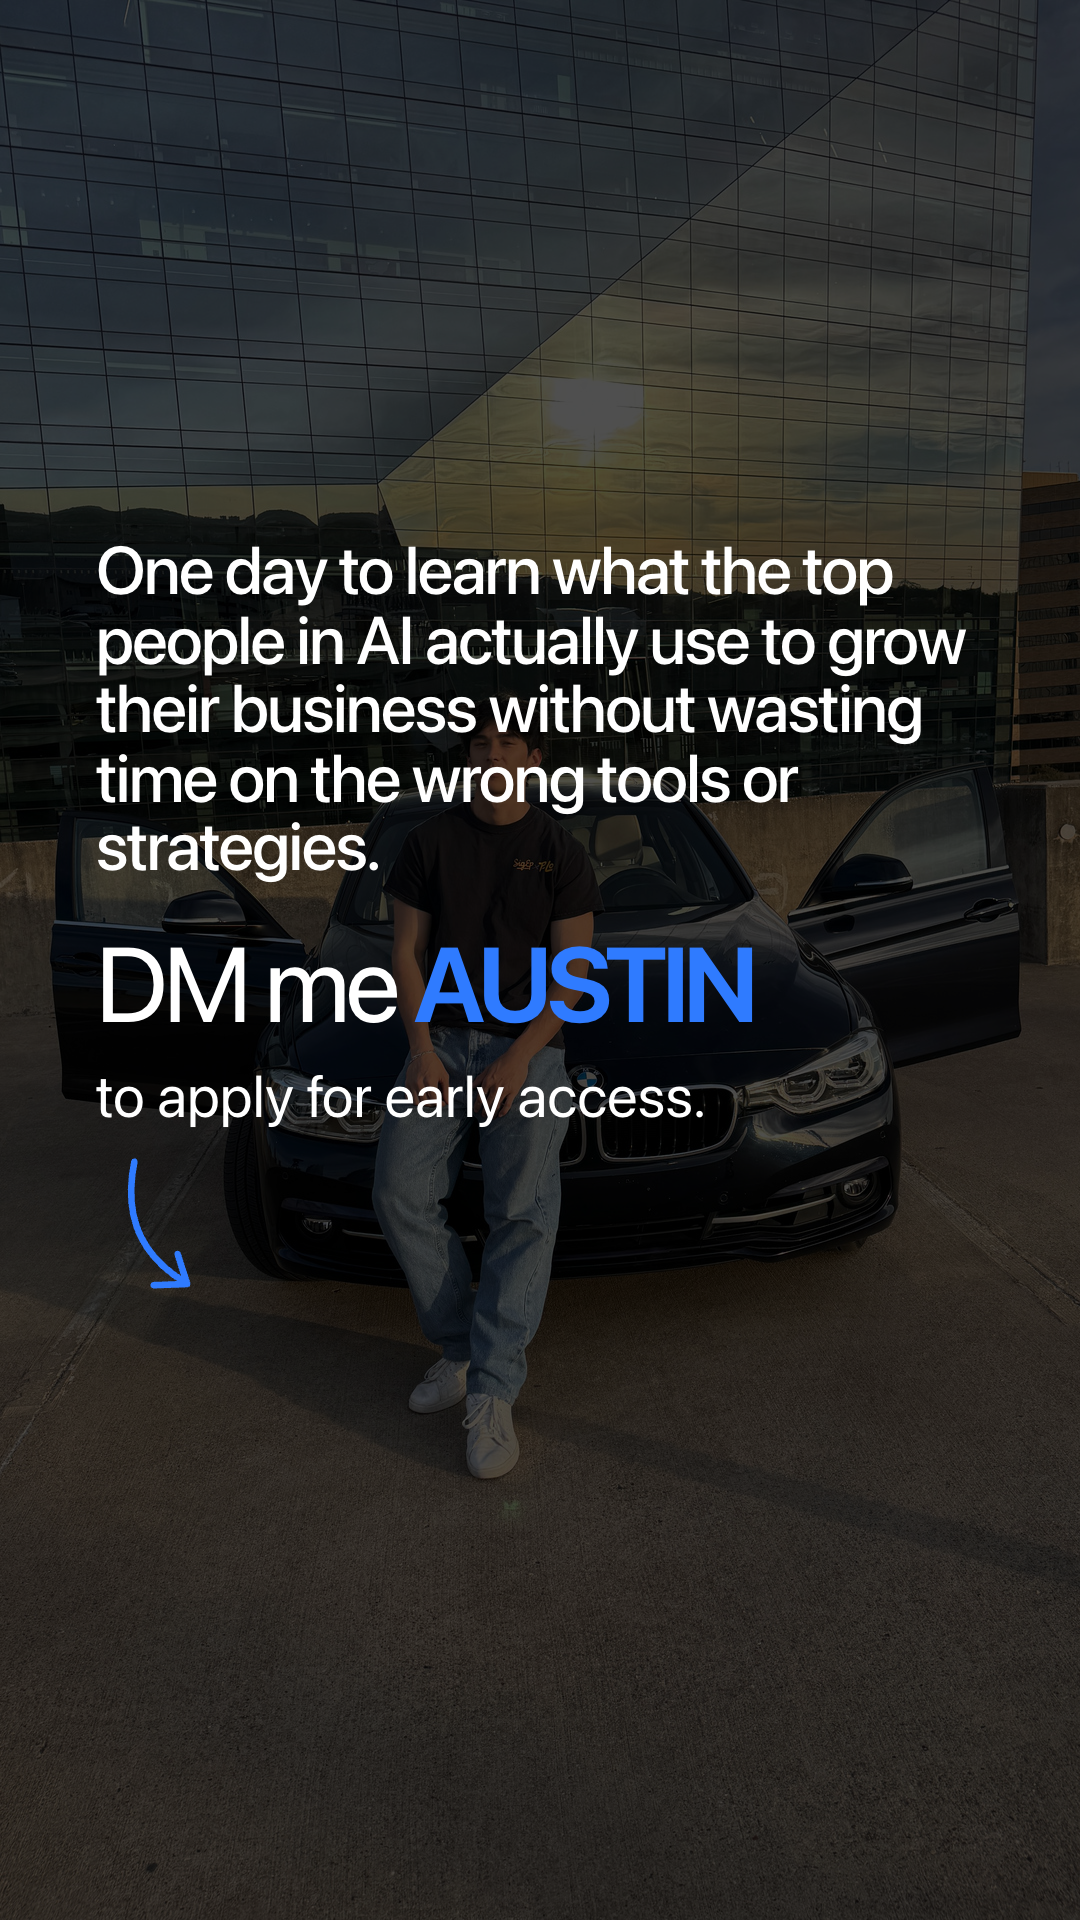 One day to learn what the top
people in AI actually use to grow
their business without wasting
time on the wrong tools or
strategies.
DM me AUSTIN
to apply for early access.